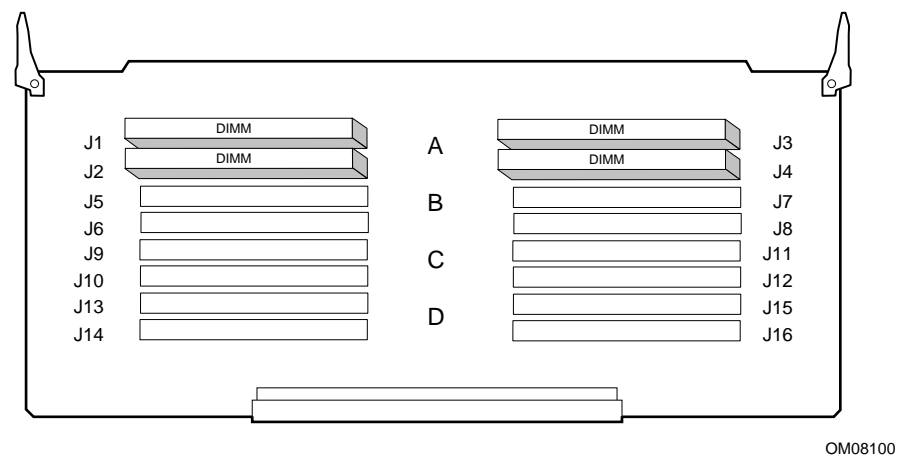 J1 DIMM A DIMM J3
J2 DIMM DIMM J4
J5 B J7
J6 J8
J9 C J11
J10 J12
J13 D J15
J14 J16
OM08100